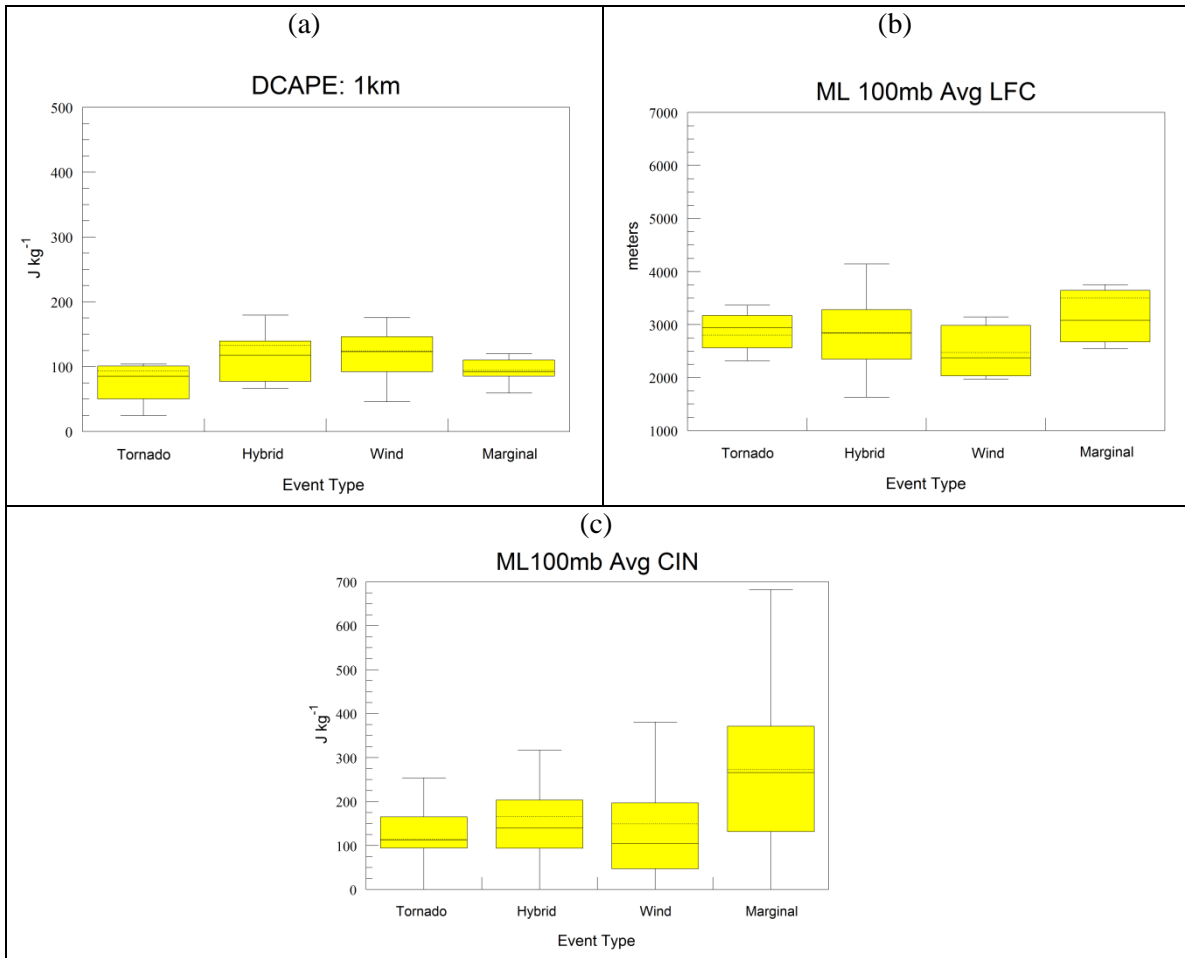 (a)
DCAPE: 1km
500
400
300
200
100
0
J kg-1
Tornado Hybrid Wind Marginal
Event Type
(b)
ML 100mb Avg LFC
7000
6000
5000
4000
3000
2000
1000
meters
Tornado Hybrid Wind Marginal
Event Type
(c)
ML100mb Avg CIN
700
600
500
400
300
200
100
0
J kg-1
Tornado Hybrid Wind Marginal
Event Type